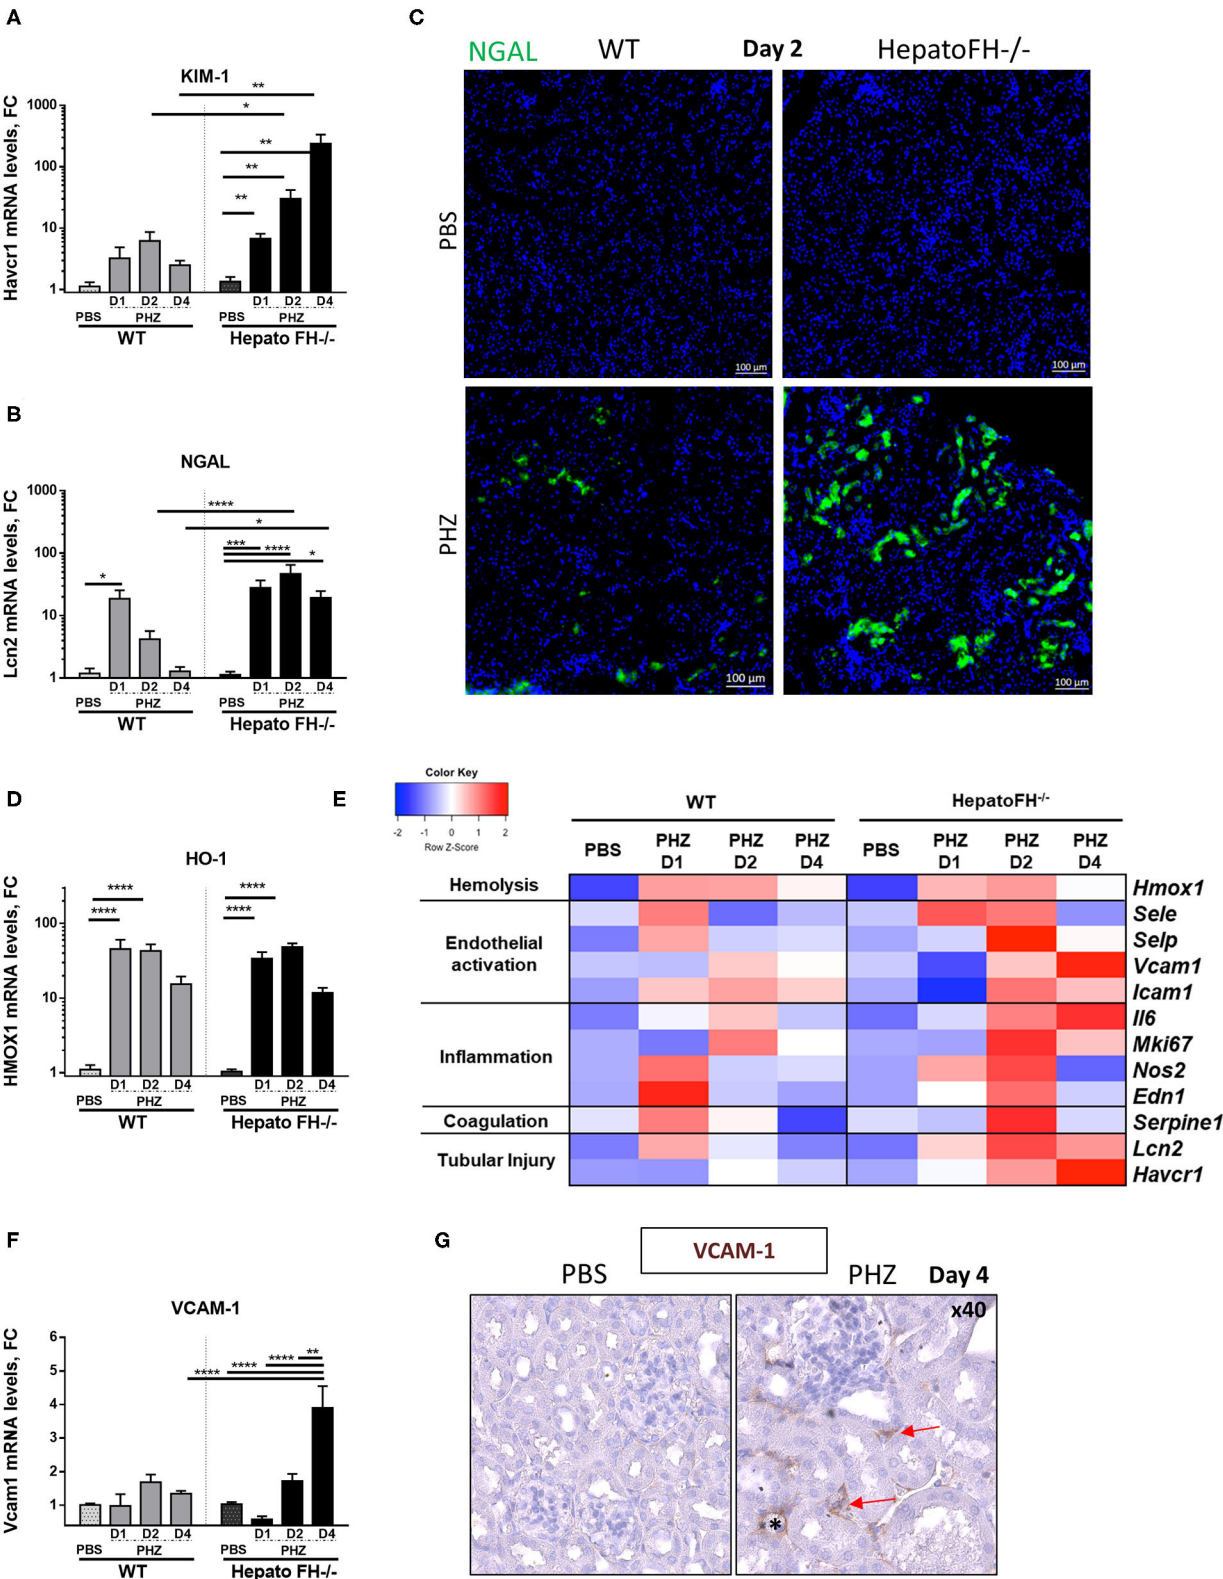 A
KIM-1
Havcr1 mRNA levels, FC
1000
100
10
1
**
*
**
**
**
D1 D2 D4 D1 D2 D4
PBS PHZ PBS PHZ
WT Hepato FH-/-
B
NGAL
Lcn2 mRNA levels, FC
1000
100
10
1
****
*
*** **** *
*
D1 D2 D4 D1 D2 D4
PBS PHZ PBS PHZ
WT Hepato FH-/-
C
NGAL WT Day 2 HepatoFH-/-
PBS
100 µm 100 µm
PHZ
100 µm 100 µm
D
HO-1
HMOX1 mRNA levels, FC
100
10
1
**** ****
**** ****
D1 D2 D4 D1 D2 D4
PBS PHZ PBS PHZ
WT Hepato FH-/-
E
Color Key
-2 -1 0 1 2
Row Z-Score
WT HepatoFH-/-
PBS PHZ D1 PHZ D2 PHZ D4 PBS PHZ D1 PHZ D2 PHZ D4
Hemolysis
Endothelial
activation
Inflammation
Coagulation
Tubular Injury
Hmox1
Sele
Selp
Vcam1
Icam1
Il6
Mki67
Nos2
Edn1
Serpine1
Lcn2
Havcr1
F
VCAM-1
Vcam1 mRNA levels, FC
6
5
4
3
2
1
**** **** **** **
D1 D2 D4 D1 D2 D4
PBS PHZ PBS PHZ
WT Hepato FH-/-
G
VCAM-1
PBS PHZ Day 4
x40
*